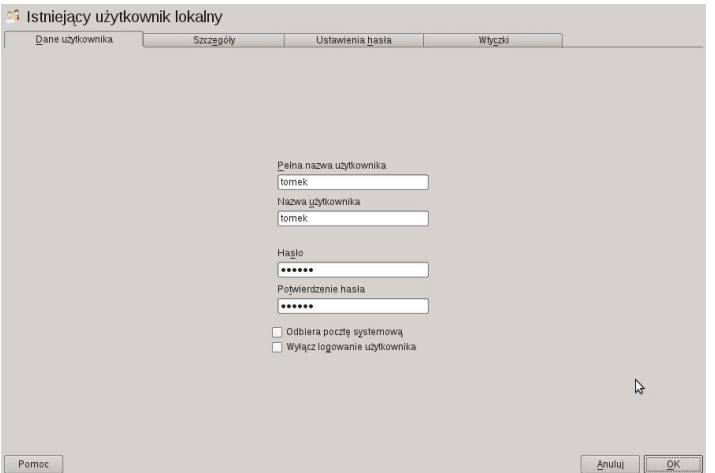 Istniejący użytkownik lokalny
Dane użytkownika Szczegóły Ustawienia hasła Wtyczki
Pełna nazwa użytkownika
tomek
Nazwa użytkownika
tomek
Hasło
••••••
Potwierdzenie hasła
••••••
Odbiera pocztę systemową
Wyłącz logowanie użytkownika
Pomoc Anuluj OK